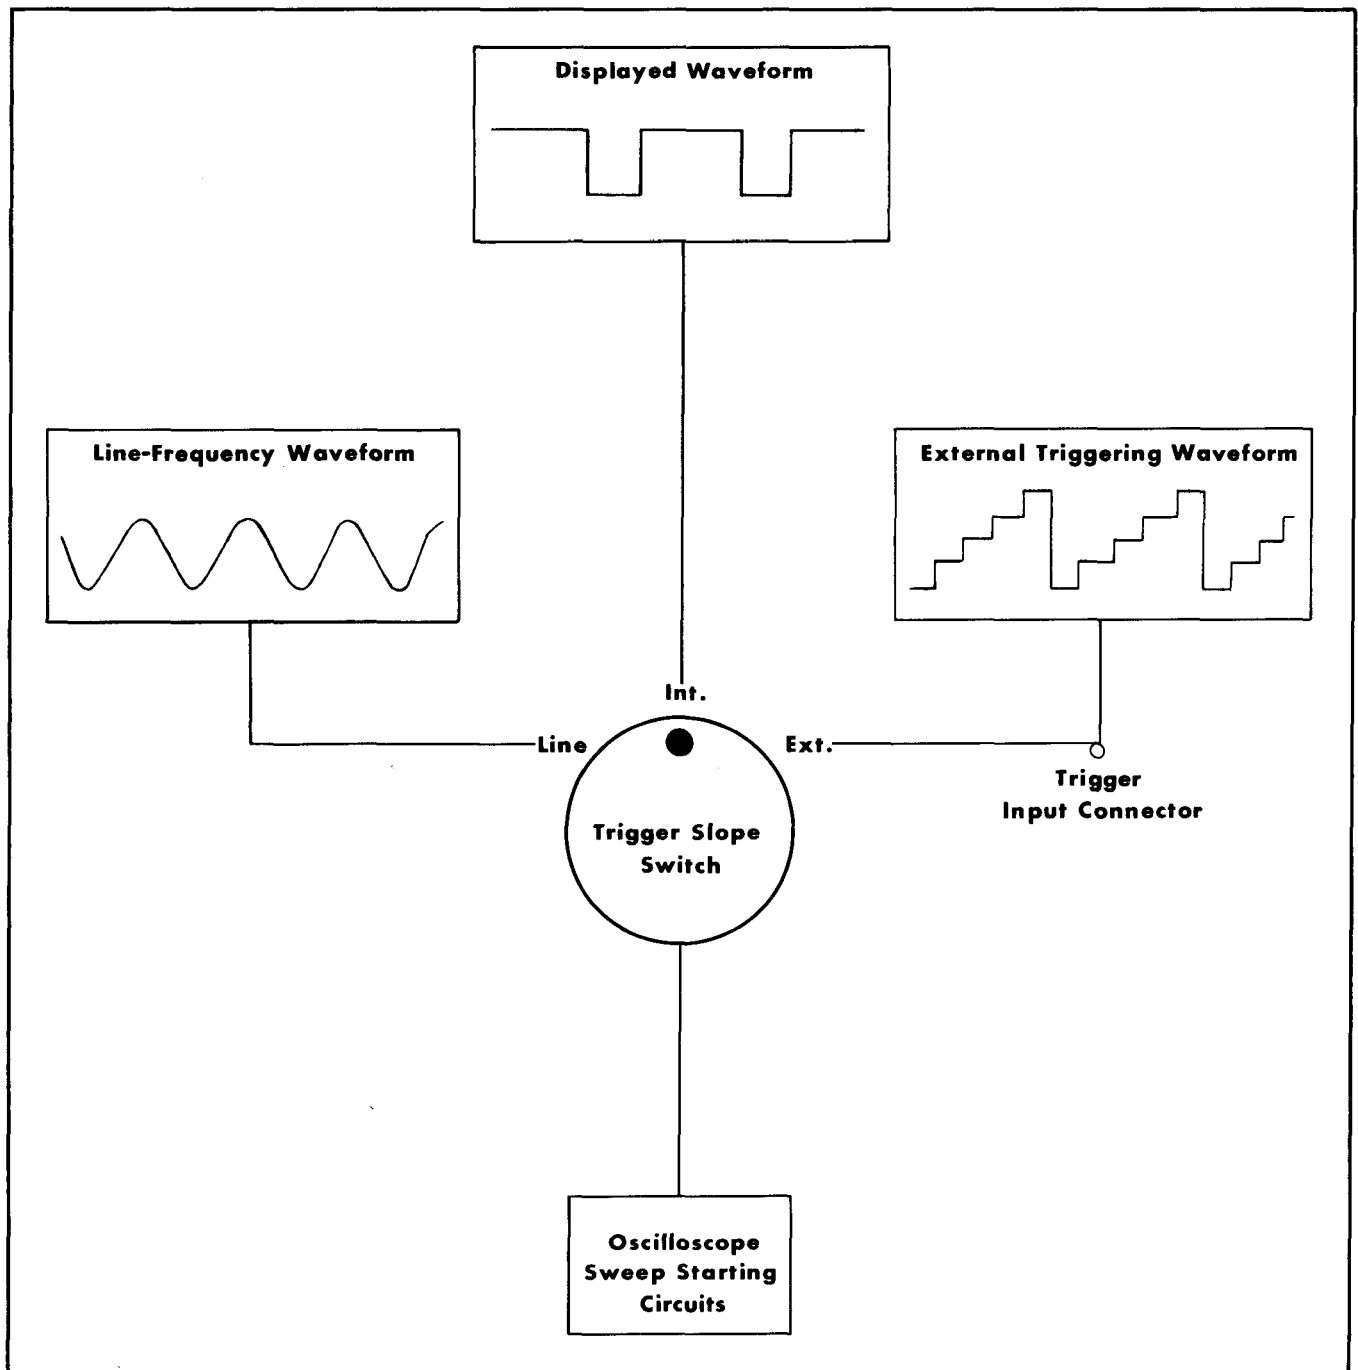 Displayed Waveform
Line-Frequency Waveform
External Triggering Waveform
Int.
Line
Ext.
Trigger
Input Connector
Trigger Slope
Switch
Oscilloscope
Sweep Starting
Circuits